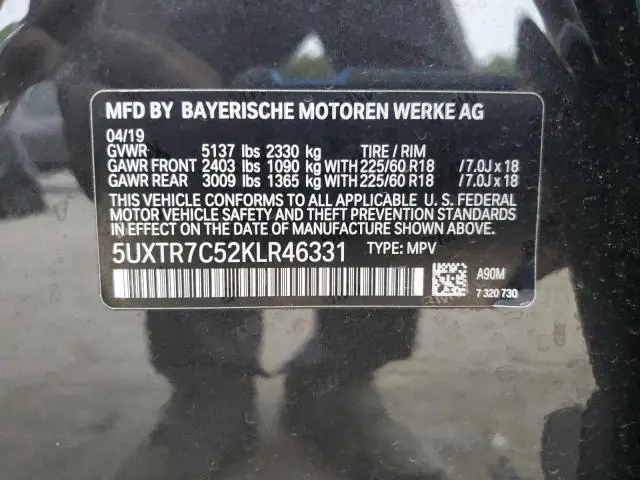 MFD BY BAYERISCHE MOTOREN WERKE AG
04/19
GVWR 5137 lbs 2330 kg TIRE / RIM
GAWR FRONT 2403 lbs 1090 kg WITH 225/60 R18 /7.0J x 18
GAWR REAR 3009 lbs 1365 kg WITH 225/60 R18 /7.0J x 18
THIS VEHICLE CONFORMS TO ALL APPLICABLE U. S. FEDERAL
MOTOR VEHICLE SAFETY AND THEFT PREVENTION STANDARDS
IN EFFECT ON THE DATE OF MANUFACTURE SHOWN ABOVE.
5UXTR7C52KLR46331 TYPE: MPV
A90M
7 320 730